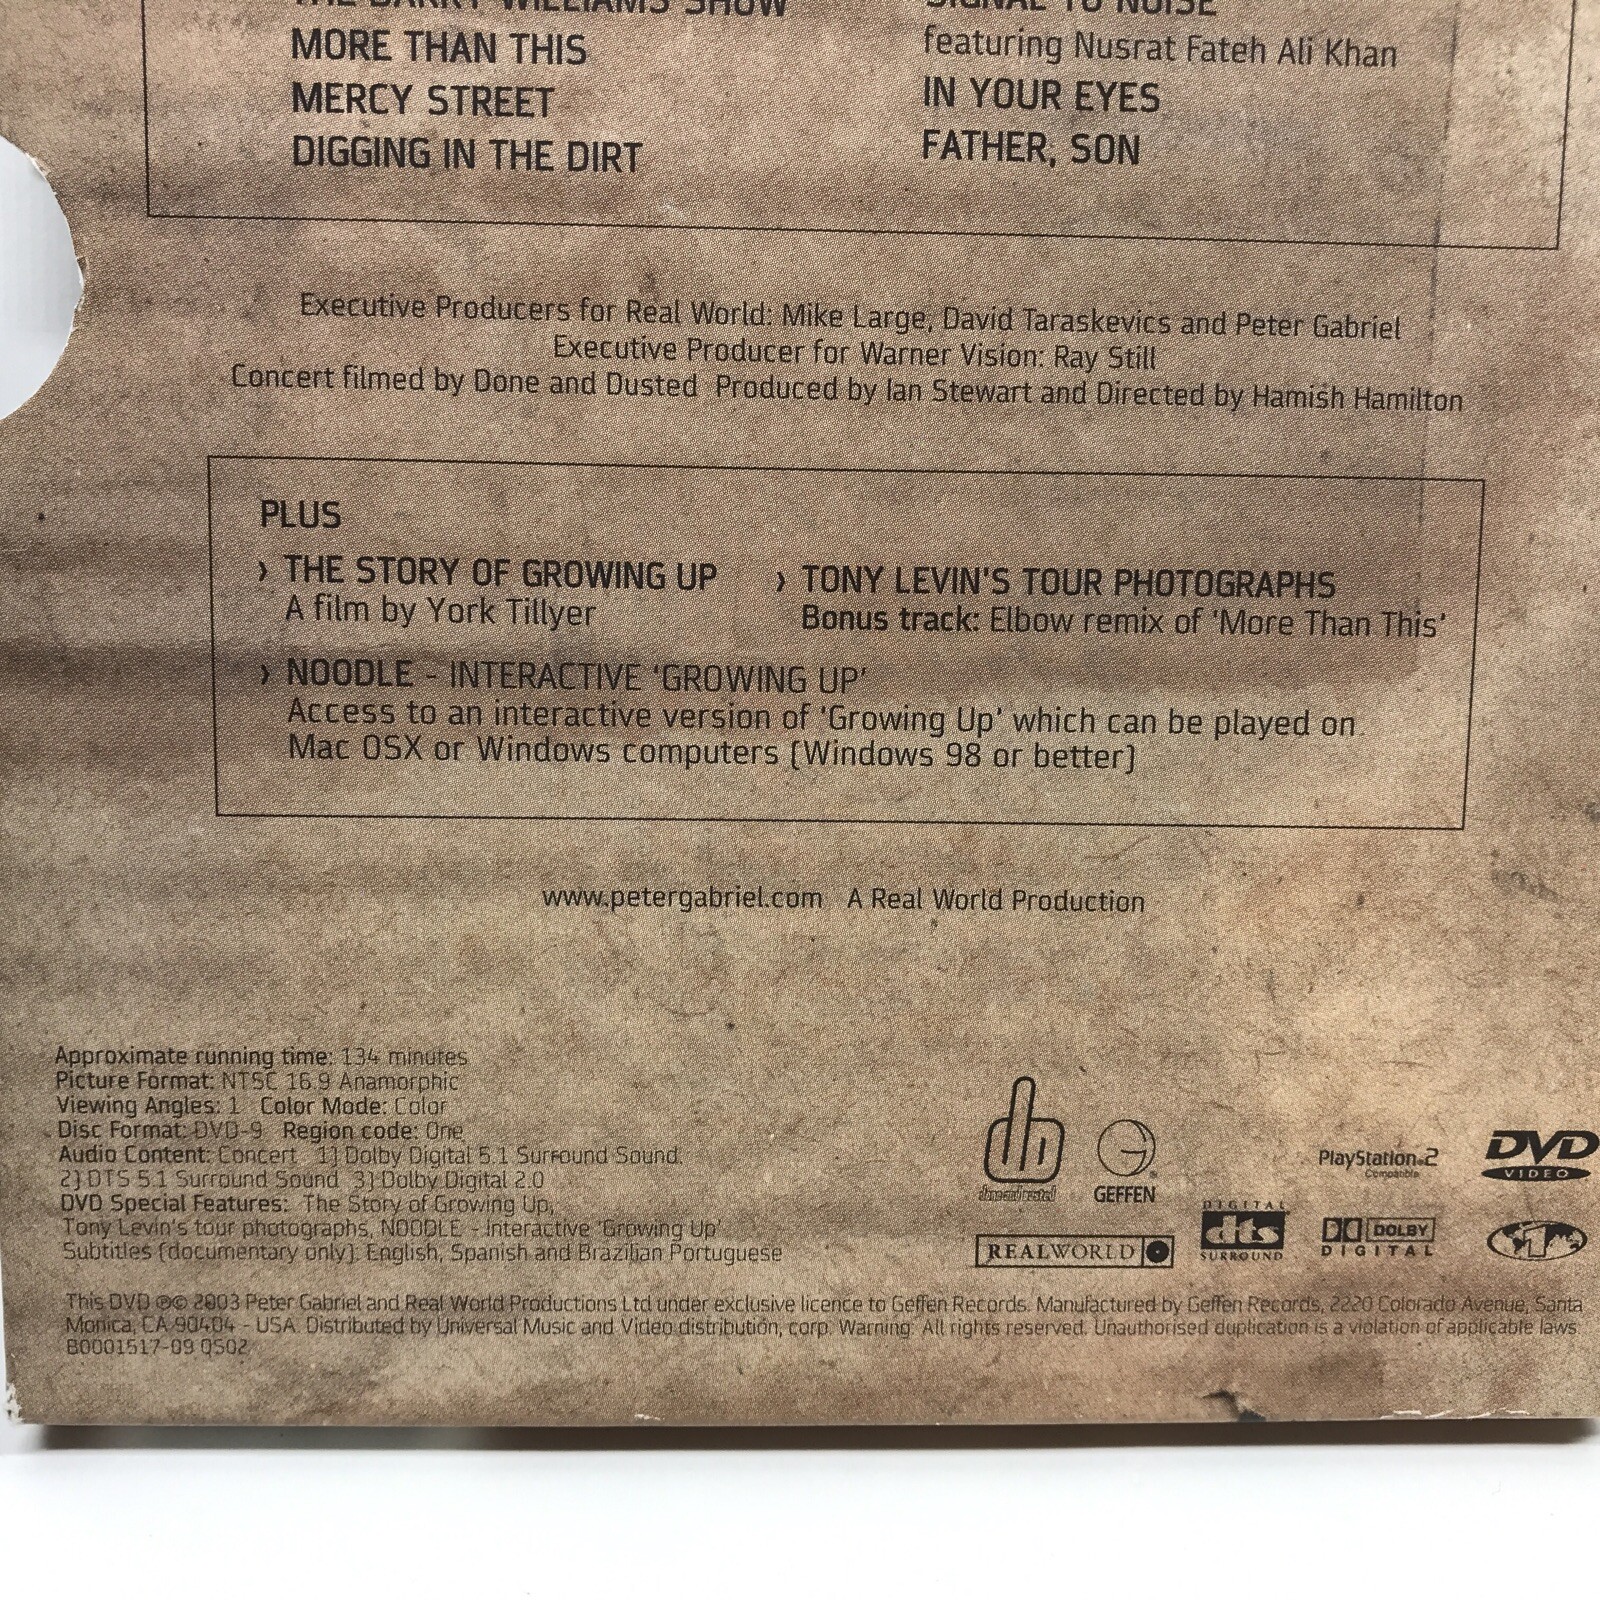 THE BARRY WILLIAMS SHOW
MORE THAN THIS
MERCY STREET
DIGGING IN THE DIRT
SIGNAL TO NOISE
featuring Nusrat Fateh Ali Khan
IN YOUR EYES
FATHER, SON
Executive Producers for Real World: Mike Large, David Taraskevics and Peter Gabriel
Executive Producer for Warner Vision: Ray Still
Concert filmed by Done and Dusted Produced by Ian Stewart and Directed by Hamish Hamilton
PLUS
› THE STORY OF GROWING UP
A film by York Tillyer
› TONY LEVIN'S TOUR PHOTOGRAPHS
Bonus track: Elbow remix of 'More Than This'
› NOODLE - INTERACTIVE 'GROWING UP'
Access to an interactive version of 'Growing Up' which can be played on
Mac OSX or Windows computers (Windows 98 or better)
www.petergabriel.com A Real World Production
Approximate running time: 134 minutes
Picture Format: NTSC 16.9 Anamorphic
Viewing Angles: 1 Color Mode: Color
Disc Format: DVD-9 Region code: One
Audio Content: Concert 1) Dolby Digital 5.1 Surround Sound.
2) DTS 5.1 Surround Sound 3) Dolby Digital 2.0
DVD Special Features: The Story of Growing Up,
Tony Levin's tour photographs, NOODLE - Interactive 'Growing Up'
Subtitles (documentary only): English, Spanish and Brazilian Portuguese
GEFFEN
REALWORLD
DIGITAL
dts
SURROUND
PlayStation.2
Compatible
DOLBY
DIGITAL
DVD
VIDEO
1
This DVD ℗© 2003 Peter Gabriel and Real World Productions Ltd under exclusive licence to Geffen Records. Manufactured by Geffen Records, 2220 Colorado Avenue, Santa
Monica, CA 90404 - USA. Distributed by Universal Music and Video distribution, corp. Warning: All rights reserved. Unauthorised duplication is a violation of applicable laws.
B0001517-09 QS02